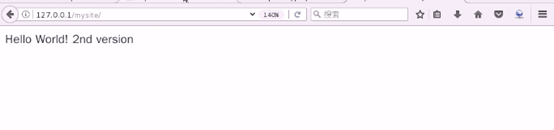 127.0.0.1/mysite/ 140% 搜索
Hello World! 2nd version